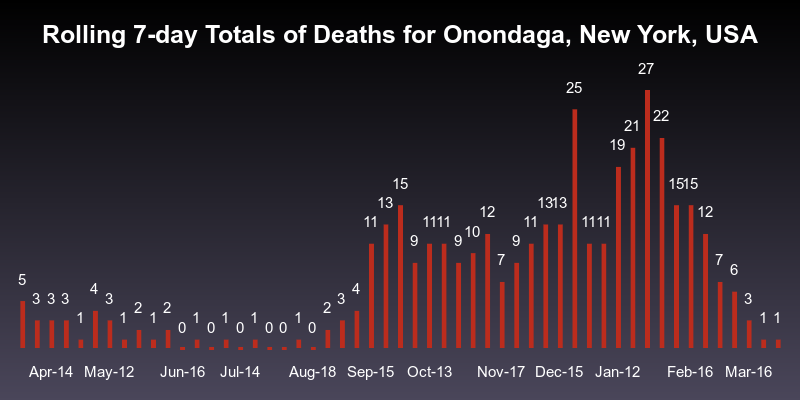 Rolling 7-day Totals of Deaths for Onondaga, New York, USA
5 3 3 3 1 4 3 1 2 1 2 0 1 0 1 0 1 0 0 1 0 2 3 4 11 13 15 9 11 11 9 10 12 7 9 11 13 13 25 11 11 19 21 27 22 15 15 12 7 6 3 1 1
Apr-14 May-12 Jun-16 Jul-14 Aug-18 Sep-15 Oct-13 Nov-17 Dec-15 Jan-12 Feb-16 Mar-16